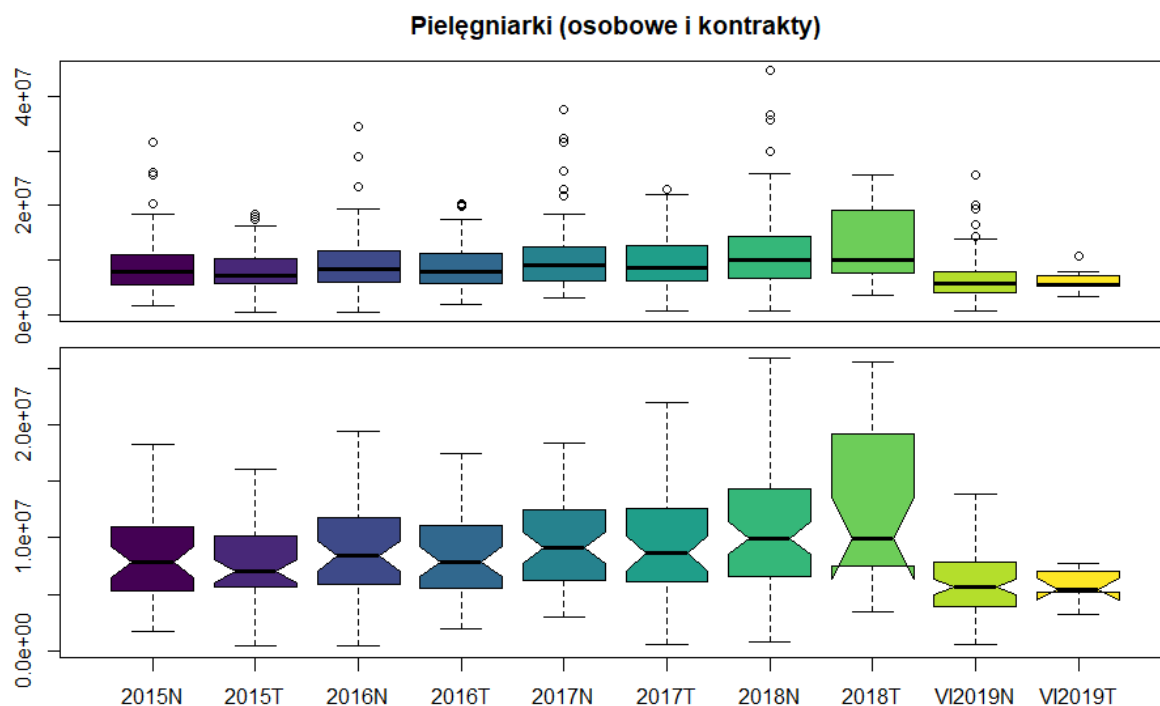 Pielęgniarki (osobowe i kontrakty)
4e+07
2e+07
0e+00
2.0e+07
1.0e+07
0.0e+00
2015N 2015T 2016N 2016T 2017N 2017T 2018N 2018T VI2019N VI2019T